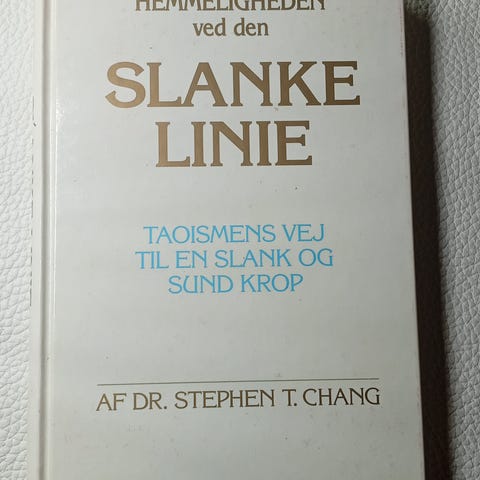 HEMMELIGHEDEN
ved den
SLANKE
LINIE
TAOISMENS VEJ
TIL EN SLANK OG
SUND KROP
AF DR. STEPHEN T. CHANG